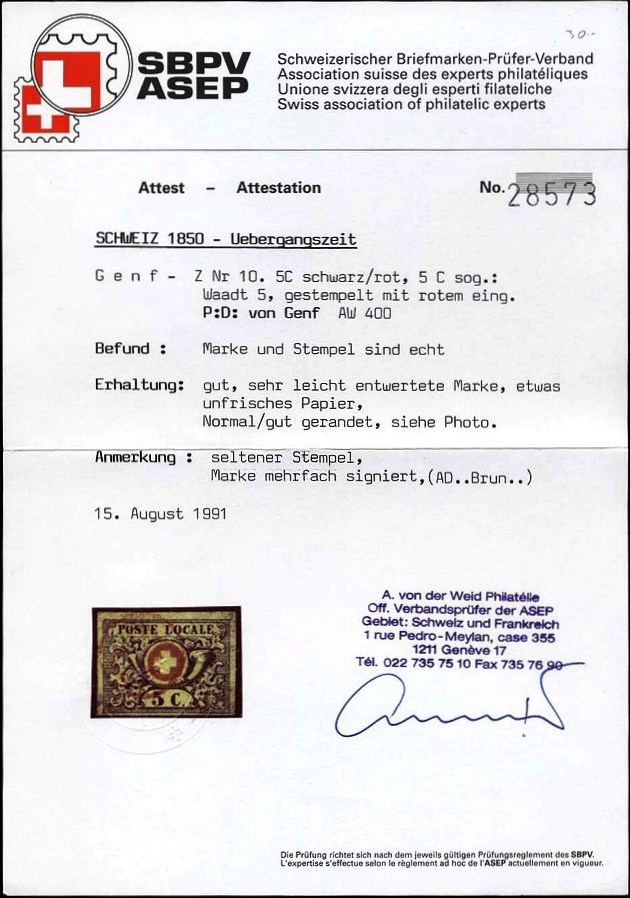 30.-
SBPV
ASEP
Schweizerischer Briefmarken-Prüfer-Verband
Association suisse des experts philatéliques
Unione svizzera degli esperti filateliche
Swiss association of philatelic experts
Attest – Attestation No. 28573
SCHWEIZ 1850 - Uebergangszeit
G e n f - Z Nr 10. 5C schwarz/rot, 5 C sog.:
Waadt 5, gestempelt mit rotem eing.
P:D: von Genf AW 400
Befund : Marke und Stempel sind echt
Erhaltung: gut, sehr leicht entwertete Marke, etwas
unfrisches Papier,
Normal/gut gerandet, siehe Photo.
Anmerkung : seltener Stempel,
Marke mehrfach signiert,(AD..Brun..)
15. August 1991
POSTE LOCALE
5 C.
A. von der Weid Philatélie
Off. Verbandsprüfer der ASEP
Gebiet: Schweiz und Frankreich
1 rue Pedro-Meylan, case 355
1211 Genève 17
Tél. 022 735 75 10 Fax 735 76 90
Die Prüfung richtet sich nach dem jeweils gültigen Prüfungsreglement des SBPV.
L'expertise s'effectue selon le règlement ad hoc de l'ASEP actuellement en vigueur.